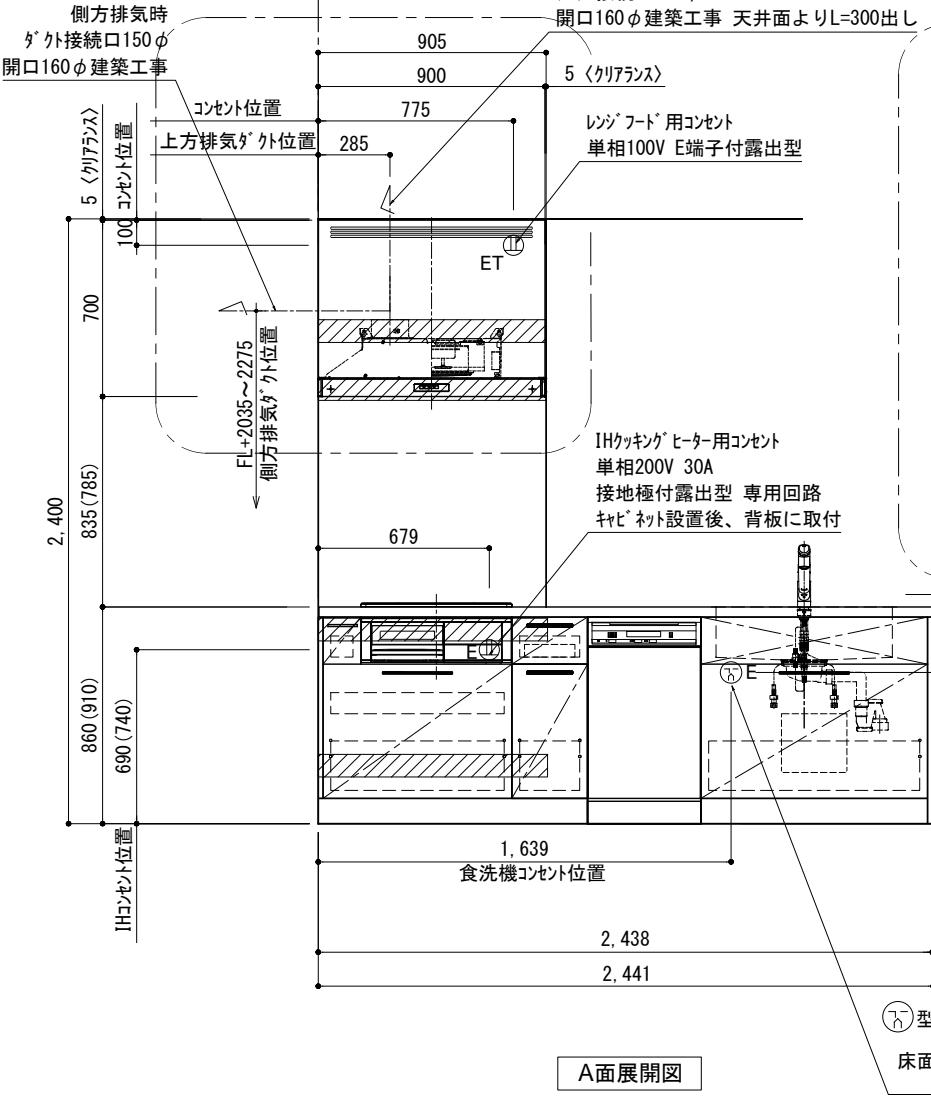 側方排気時
ﾀﾞｸﾄ接続口150φ
開口160φ建築工事
開口160φ建築工事 天井面よりL=300出し
905
900
5 〈ｸﾘｱﾗﾝｽ〉
ｺﾝｾﾝﾄ位置
775
上方排気ﾀﾞｸﾄ位置
285
ﾚﾝｼﾞﾌｰﾄﾞ用ｺﾝｾﾝﾄ
単相100V E端子付露出型
5 〈ｸﾘｱﾗﾝｽ〉
100
ｺﾝｾﾝﾄ位置
ET
700
FL+2035～2275
側方排気ﾀﾞｸﾄ位置
IHｸｯｷﾝｸﾞﾋｰﾀｰ用ｺﾝｾﾝﾄ
単相200V 30A
接地極付露出型 専用回路
ｷｬﾋﾞﾈｯﾄ設置後、背板に取付
2,400
835(785)
679
E
E
860(910)
690(740)
IHｺﾝｾﾝﾄ位置
1,639
食洗機ｺﾝｾﾝﾄ位置
2,438
2,441
型
床面
A面展開図